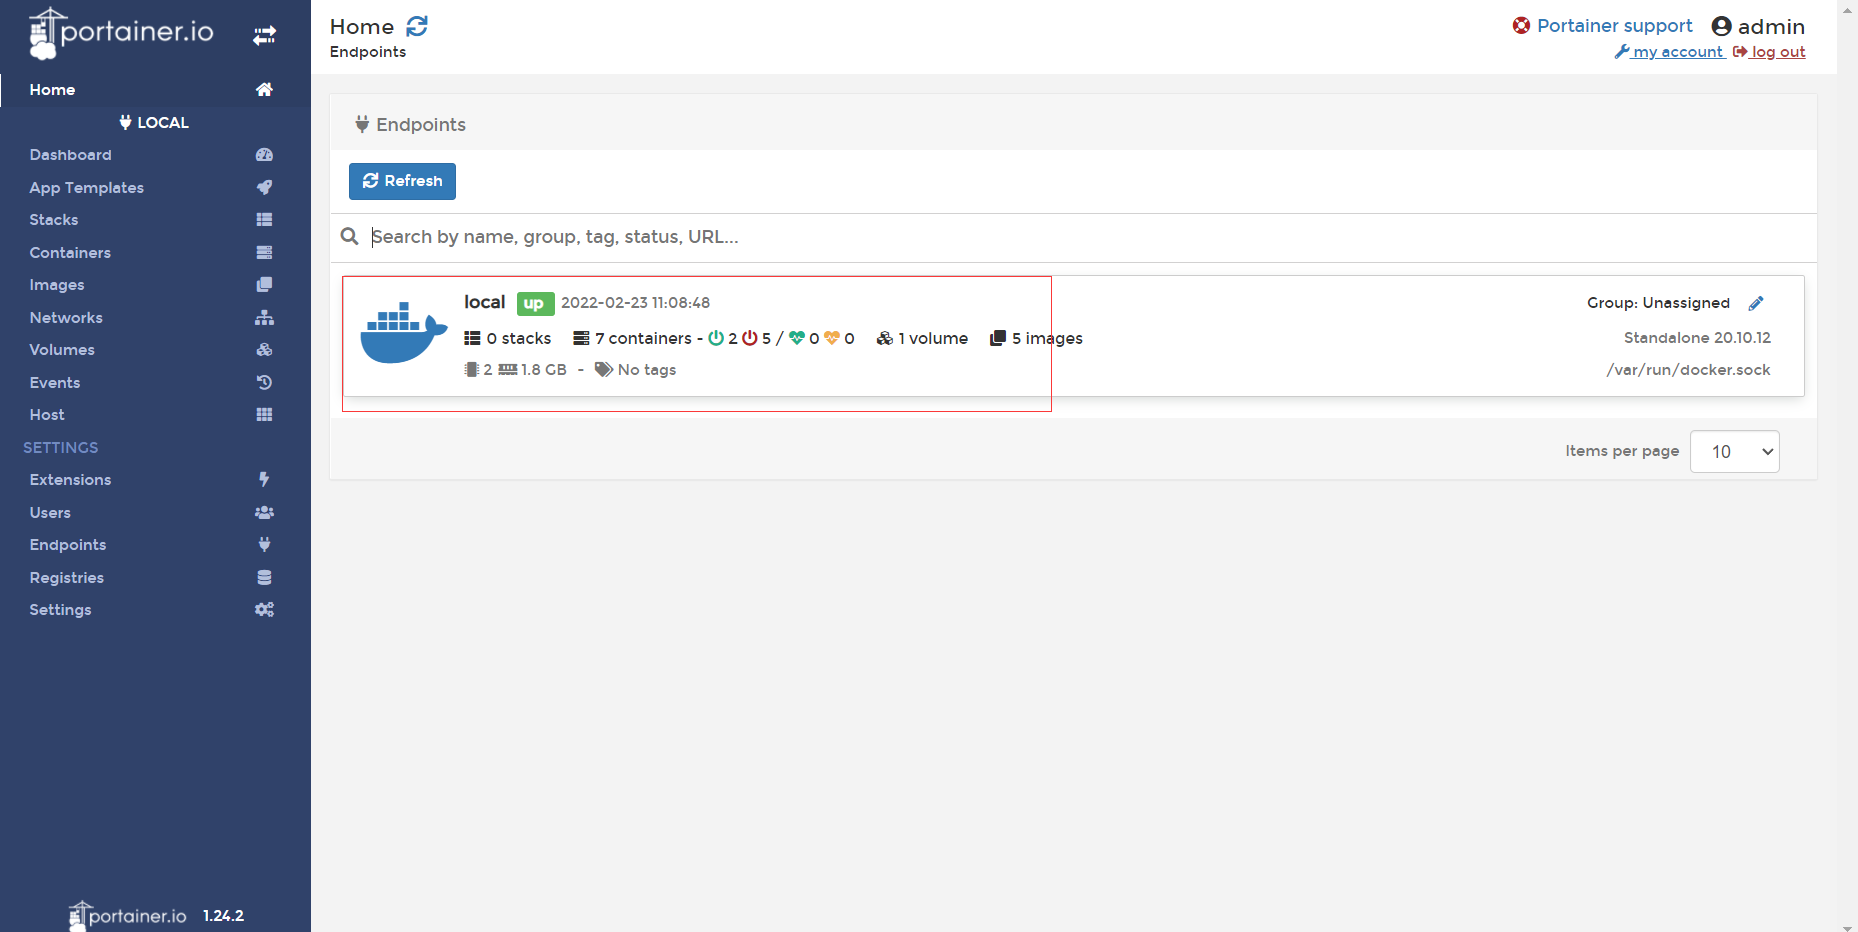 portainer.io
Home
LOCAL
Dashboard
App Templates
Stacks
Containers
Images
Networks
Volumes
Events
Host
SETTINGS
Extensions
Users
Endpoints
Registries
Settings
portainer.io 1.24.2
Home
Endpoints
Portainer support admin
my account log out
Endpoints
Refresh
Search by name, group, tag, status, URL...
local up 2022-02-23 11:08:48
0 stacks 7 containers - 2 5 / 0 0 1 volume 5 images
2 1.8 GB - No tags
Group: Unassigned
Standalone 20.10.12
/var/run/docker.sock
Items per page 10